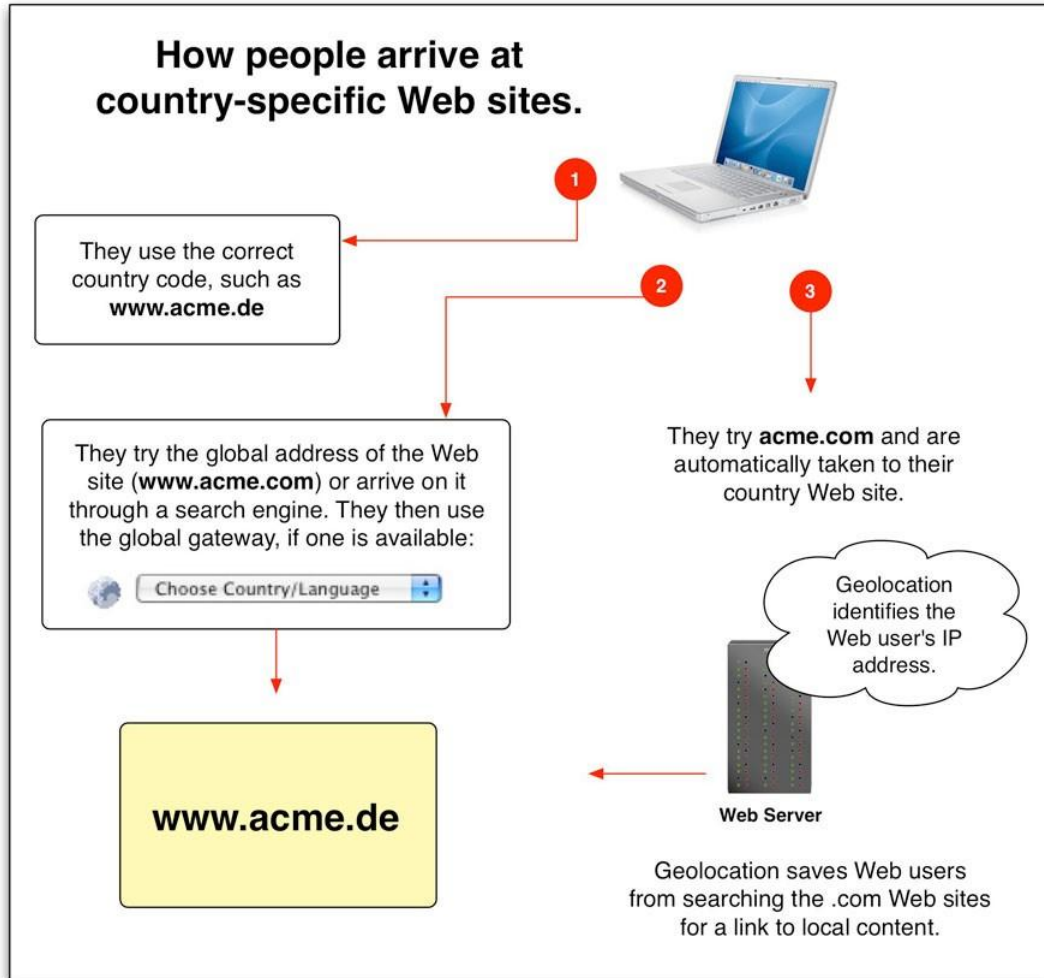 How people arrive at
country-specific Web sites.
1
They use the correct
country code, such as
www.acme.de
2
3
They try the global address of the Web
site (www.acme.com) or arrive on it
through a search engine. They then use
the global gateway, if one is available:
Choose Country/Language
They try acme.com and are
automatically taken to their
country Web site.
Geolocation
identifies the
Web user's IP
address.
www.acme.de
Web Server
Geolocation saves Web users
from searching the .com Web sites
for a link to local content.